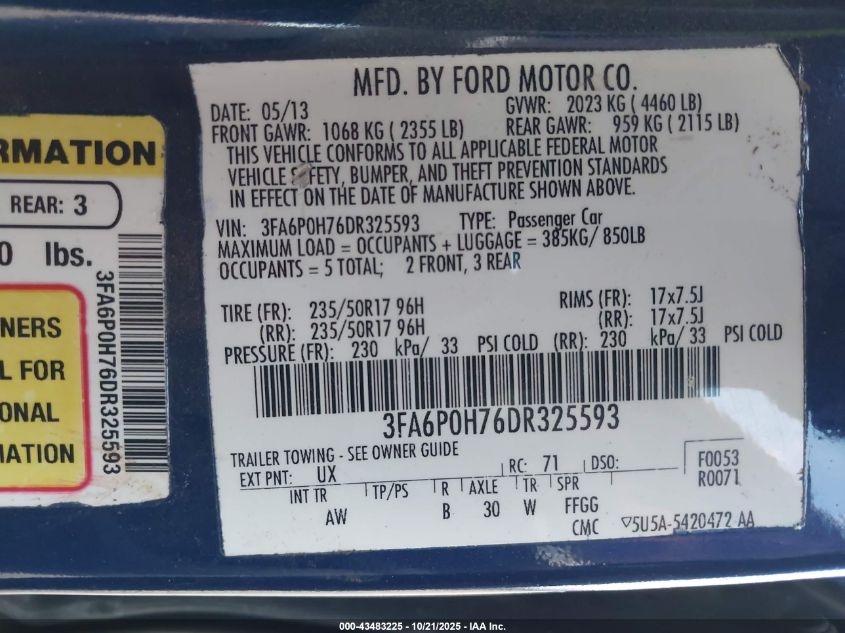 RMATION
REAR: 3
0 lbs.
3FA6P0H76DR325593
NERS
L FOR
ONAL
MATION
MFD. BY FORD MOTOR CO.
DATE: 05/13 GVWR: 2023 KG ( 4460 LB)
FRONT GAWR: 1068 KG ( 2355 LB) REAR GAWR: 959 KG ( 2115 LB)
THIS VEHICLE CONFORMS TO ALL APPLICABLE FEDERAL MOTOR
VEHICLE SAFETY, BUMPER, AND THEFT PREVENTION STANDARDS
IN EFFECT ON THE DATE OF MANUFACTURE SHOWN ABOVE.
VIN: 3FA6P0H76DR325593 TYPE: Passenger Car
MAXIMUM LOAD = OCCUPANTS + LUGGAGE = 385KG/ 850LB
OCCUPANTS = 5 TOTAL; 2 FRONT, 3 REAR
TIRE (FR): 235/50R17 96H RIMS (FR): 17x7.5J
(RR): 235/50R17 96H (RR): 17x7.5J
PRESSURE (FR): 230 kPa/ 33 PSI COLD (RR): 230 kPa/ 33 PSI COLD
3FA6P0H76DR325593
TRAILER TOWING - SEE OWNER GUIDE
EXT PNT: UX RC: 71 DSO: F0053
R0071
INT TR TP/PS R AXLE TR SPR
AW B 30 W FFGG
CMC ▽5U5A-5420472 AA
000-43483225 - 10/21/2025 - IAA Inc.